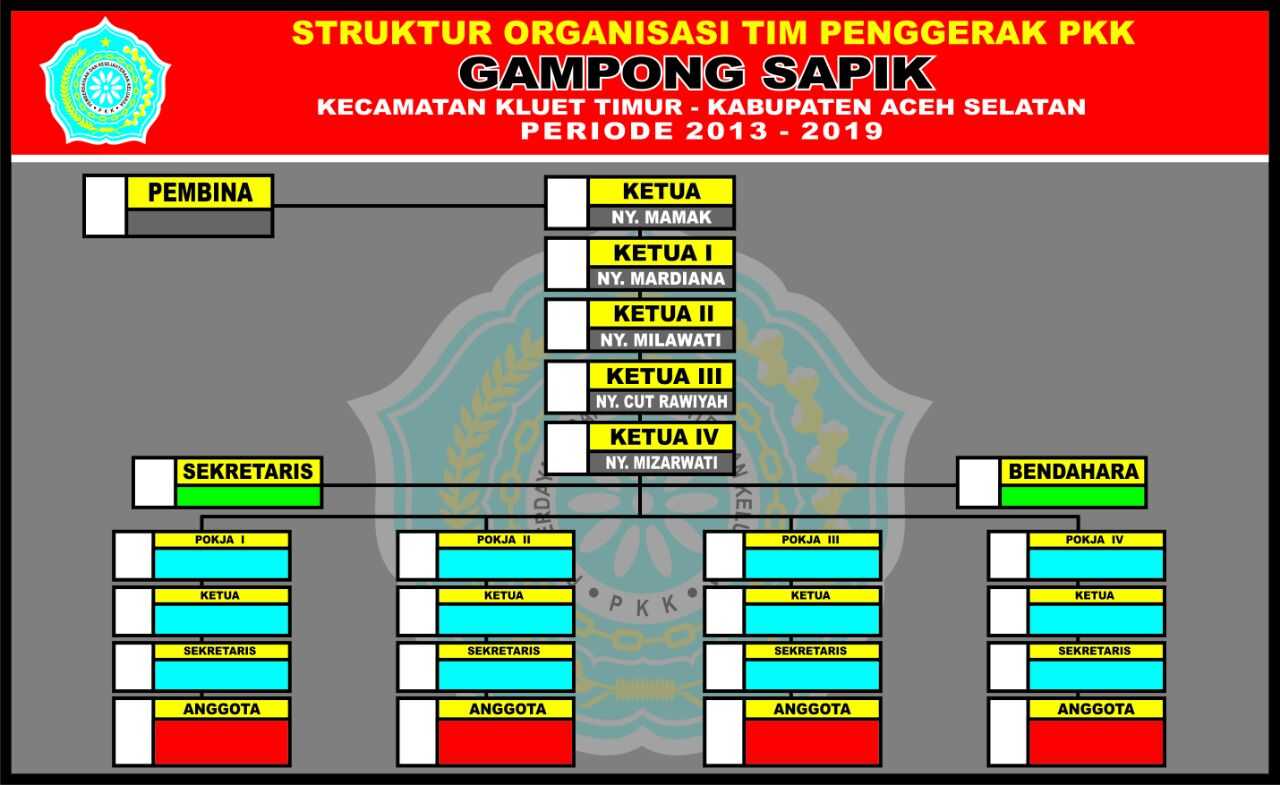 STRUKTUR ORGANISASI TIM PENGGERAK PKK
GAMPONG SAPIK
KECAMATAN KLUET TIMUR - KABUPATEN ACEH SELATAN
PERIODE 2013 - 2019
PEMBINA
KETUA
NY. MAMAK
KETUA I
NY. MARDIANA
KETUA II
NY. MILAWATI
KETUA III
NY. CUT RAWIYAH
KETUA IV
NY. MIZARWATI
SEKRETARIS
BENDAHARA
POKJA I
POKJA II
POKJA III
POKJA IV
KETUA
KETUA
KETUA
KETUA
SEKRETARIS
SEKRETARIS
SEKRETARIS
SEKRETARIS
ANGGOTA
ANGGOTA
ANGGOTA
ANGGOTA
PKK